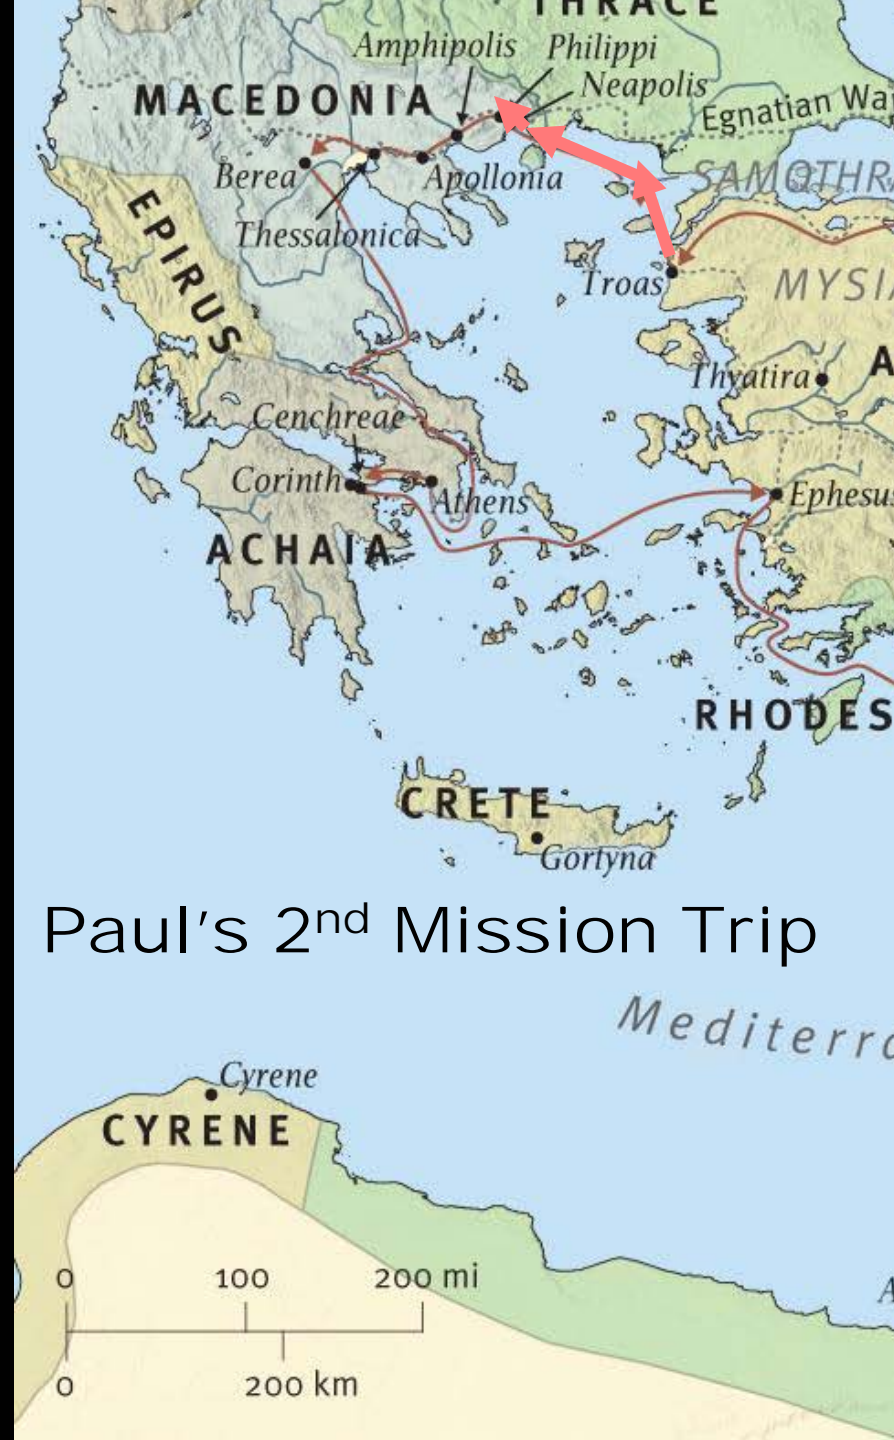 THRACE
Amphipolis
Philippi
Neapolis
MACEDONIA
Egnatian Wa
Berea
Apollonia
SAMOTHR
EPIRUS
Thessalonica
Troas
MYSIA
Thyatira
A
Cenchreae
Corinth
Athens
Ephesu
ACHAIA
RHODES
CRETE
Gortyna
Paul's 2nd Mission Trip
Mediterra
Cyrene
CYRENE
0 100 200 mi
A
0 200 km